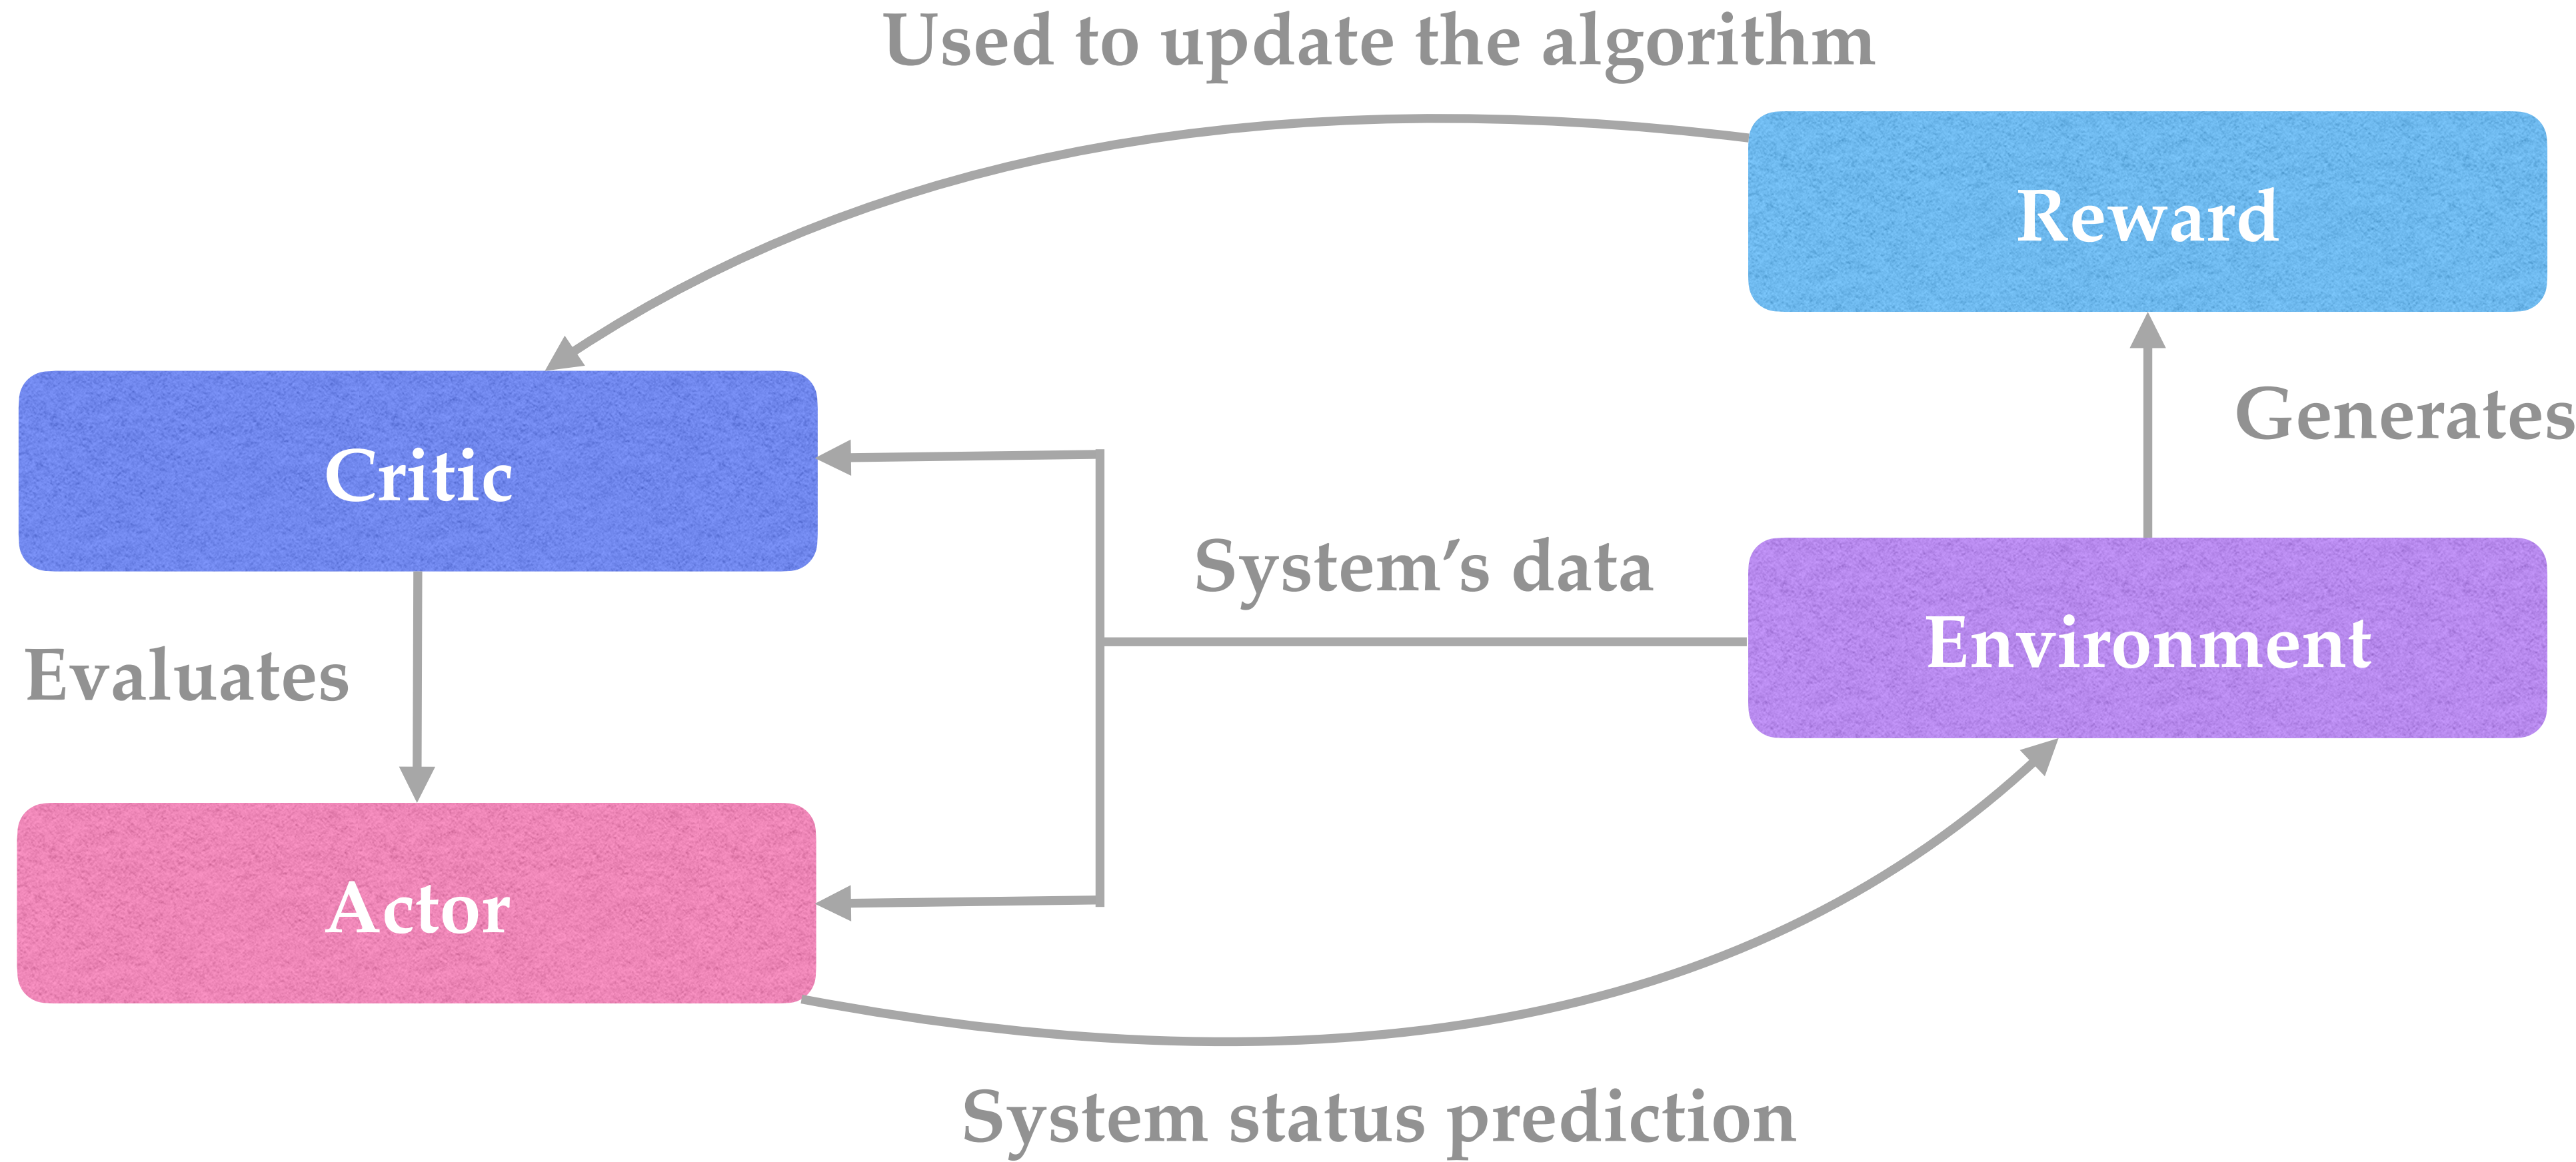 Used to update the algorithm
Reward
Generates
Critic
System’s data
Environment
Evaluates
Actor
System status prediction